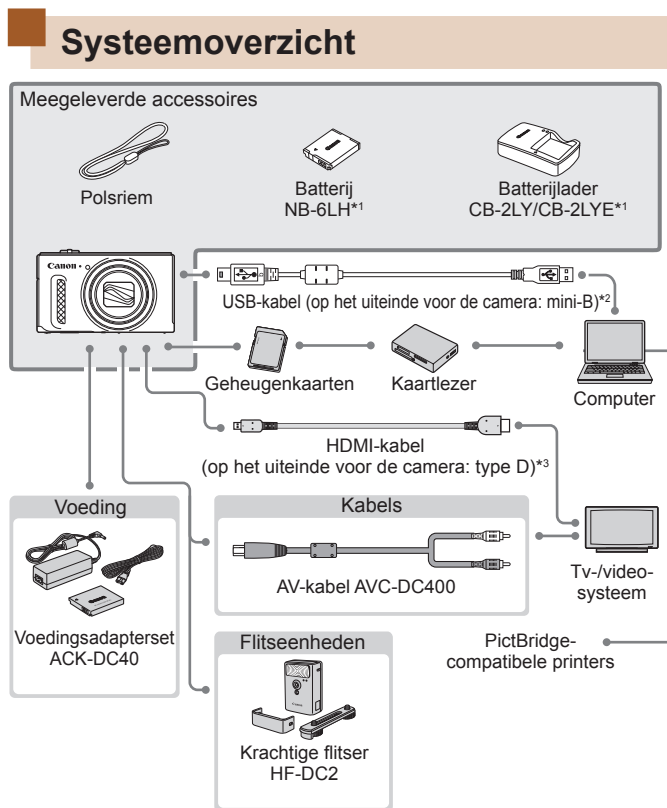 Systeemoverzicht
Meegeleverde accessoires
Polsriem
Batterij
NB-6LH*1
Batterijlader
CB-2LY/CB-2LYE*1
Canon
USB-kabel (op het uiteinde voor de camera: mini-B)*2
Geheugenkaarten
Kaartlezer
Computer
HDMI-kabel
(op het uiteinde voor de camera: type D)*3
Voeding
Voedingsadapterset
ACK-DC40
Kabels
AV-kabel AVC-DC400
Tv-/video-
systeem
Flitseenheden
Krachtige flitser
HF-DC2
PictBridge-
compatibele printers